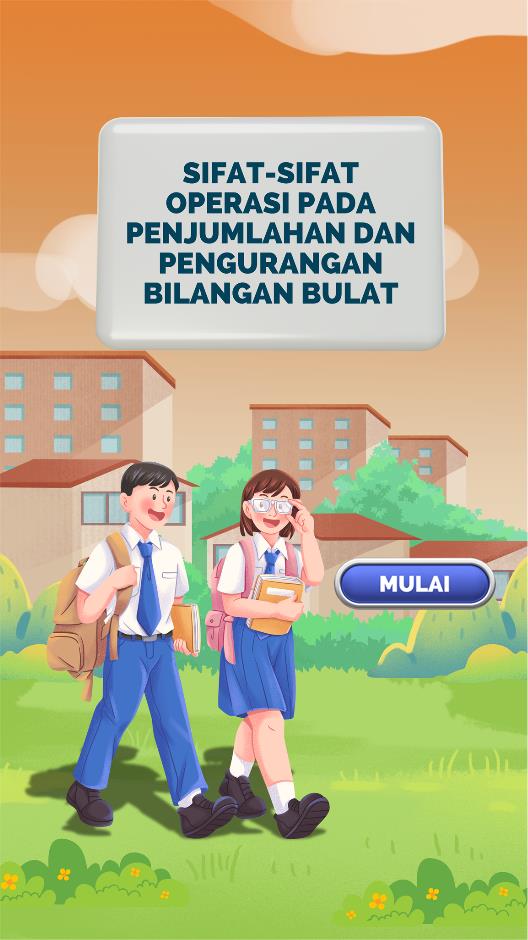 SIFAT-SIFAT
OPERASI PADA
PENJUMLAHAN DAN
PENGURANGAN
BILANGAN BULAT
MULAI